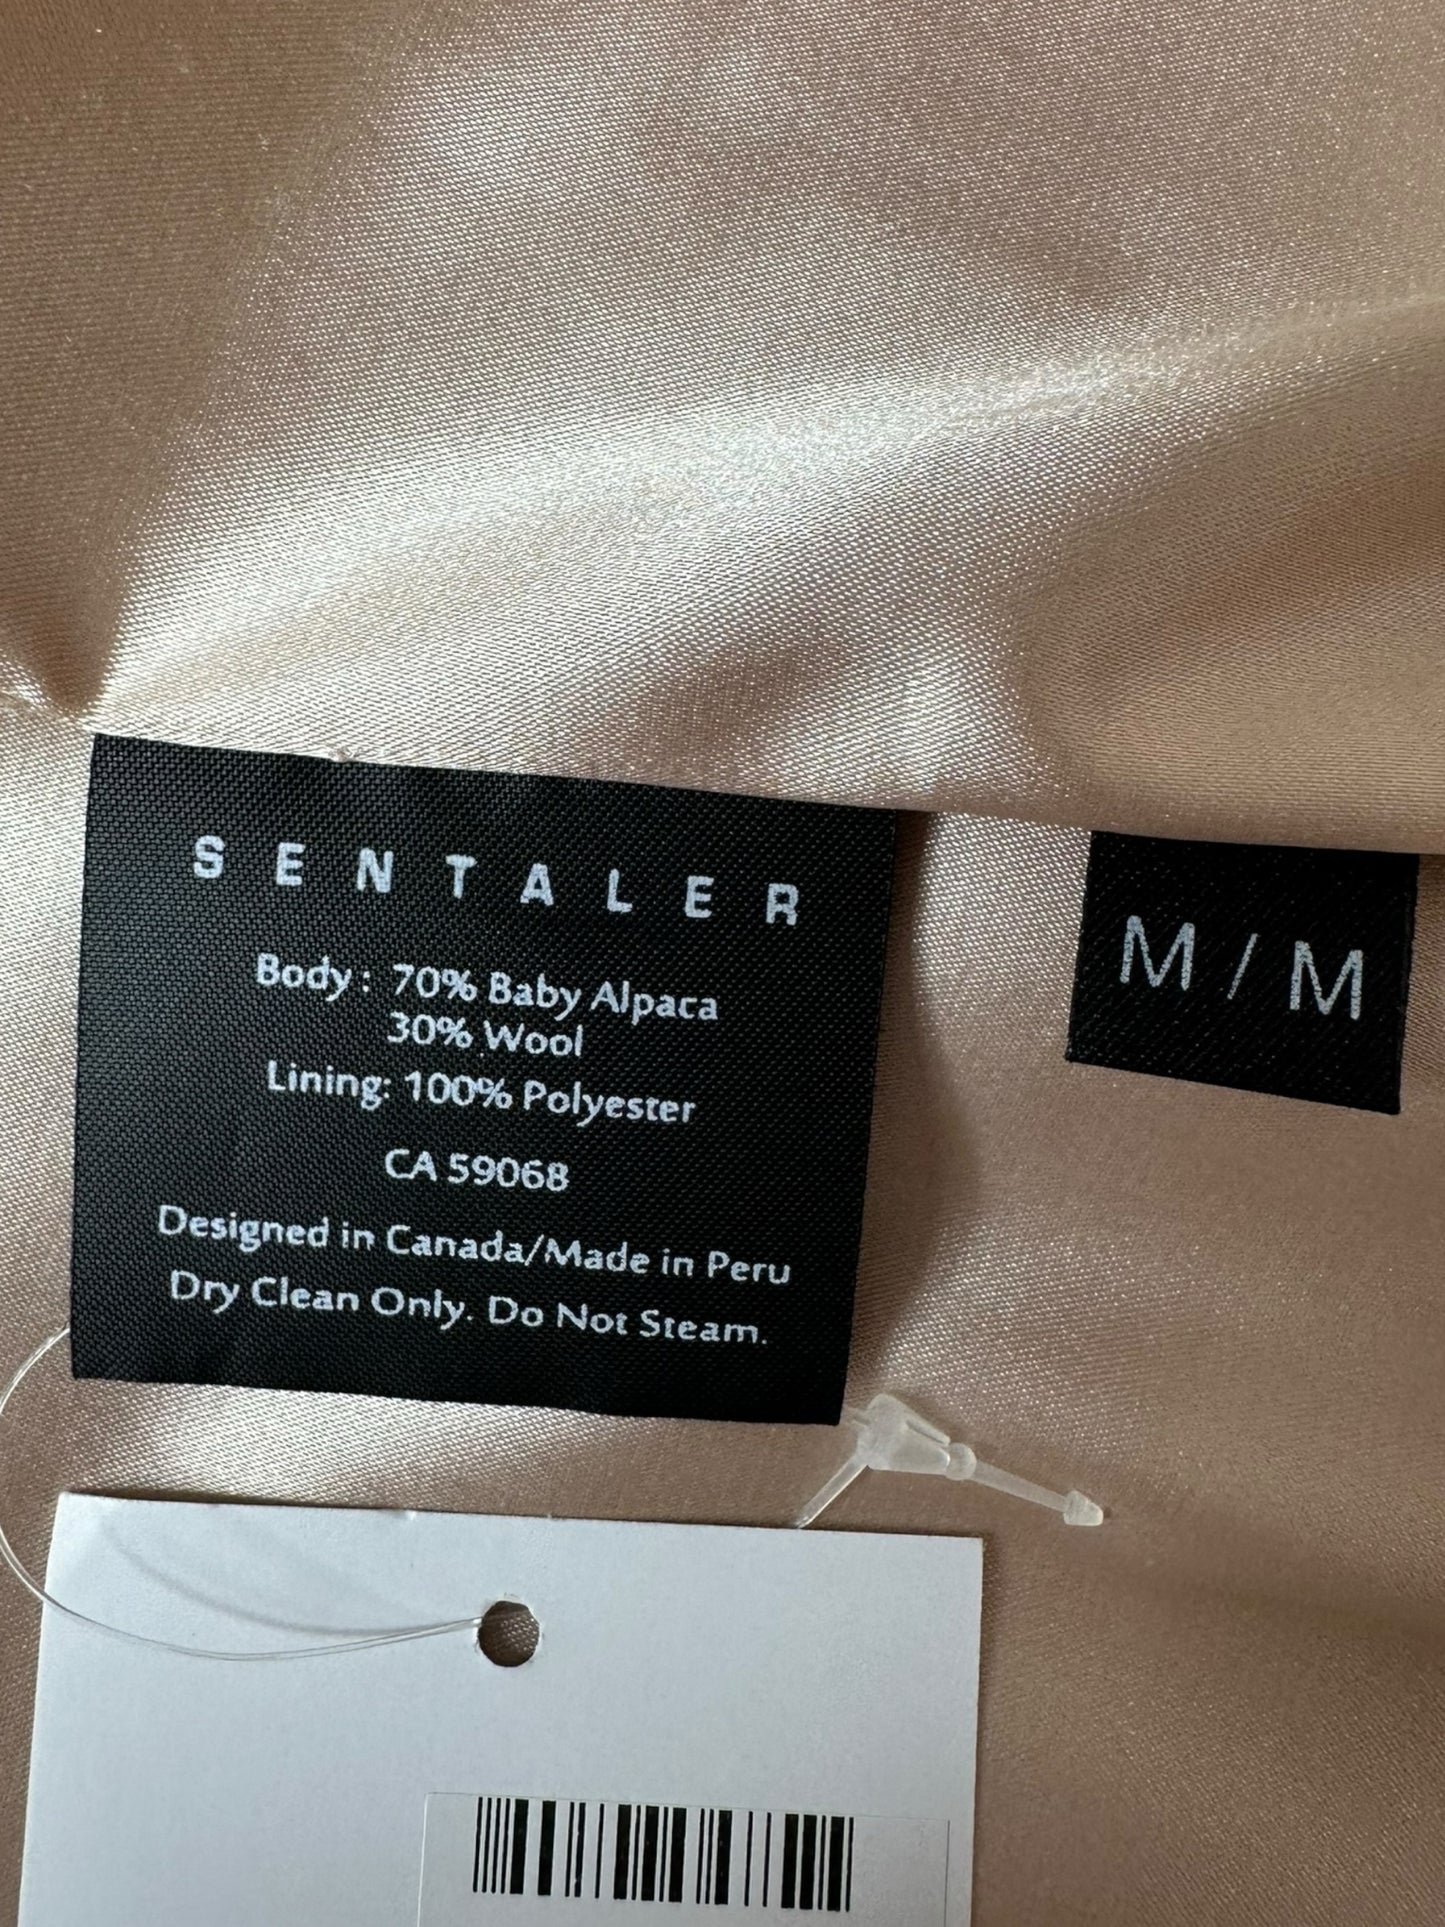 SENTALER
Body : 70% Baby Alpaca
30% Wool
Lining: 100% Polyester
CA 59068
Designed in Canada/Made in Peru
Dry Clean Only. Do Not Steam.
M / M